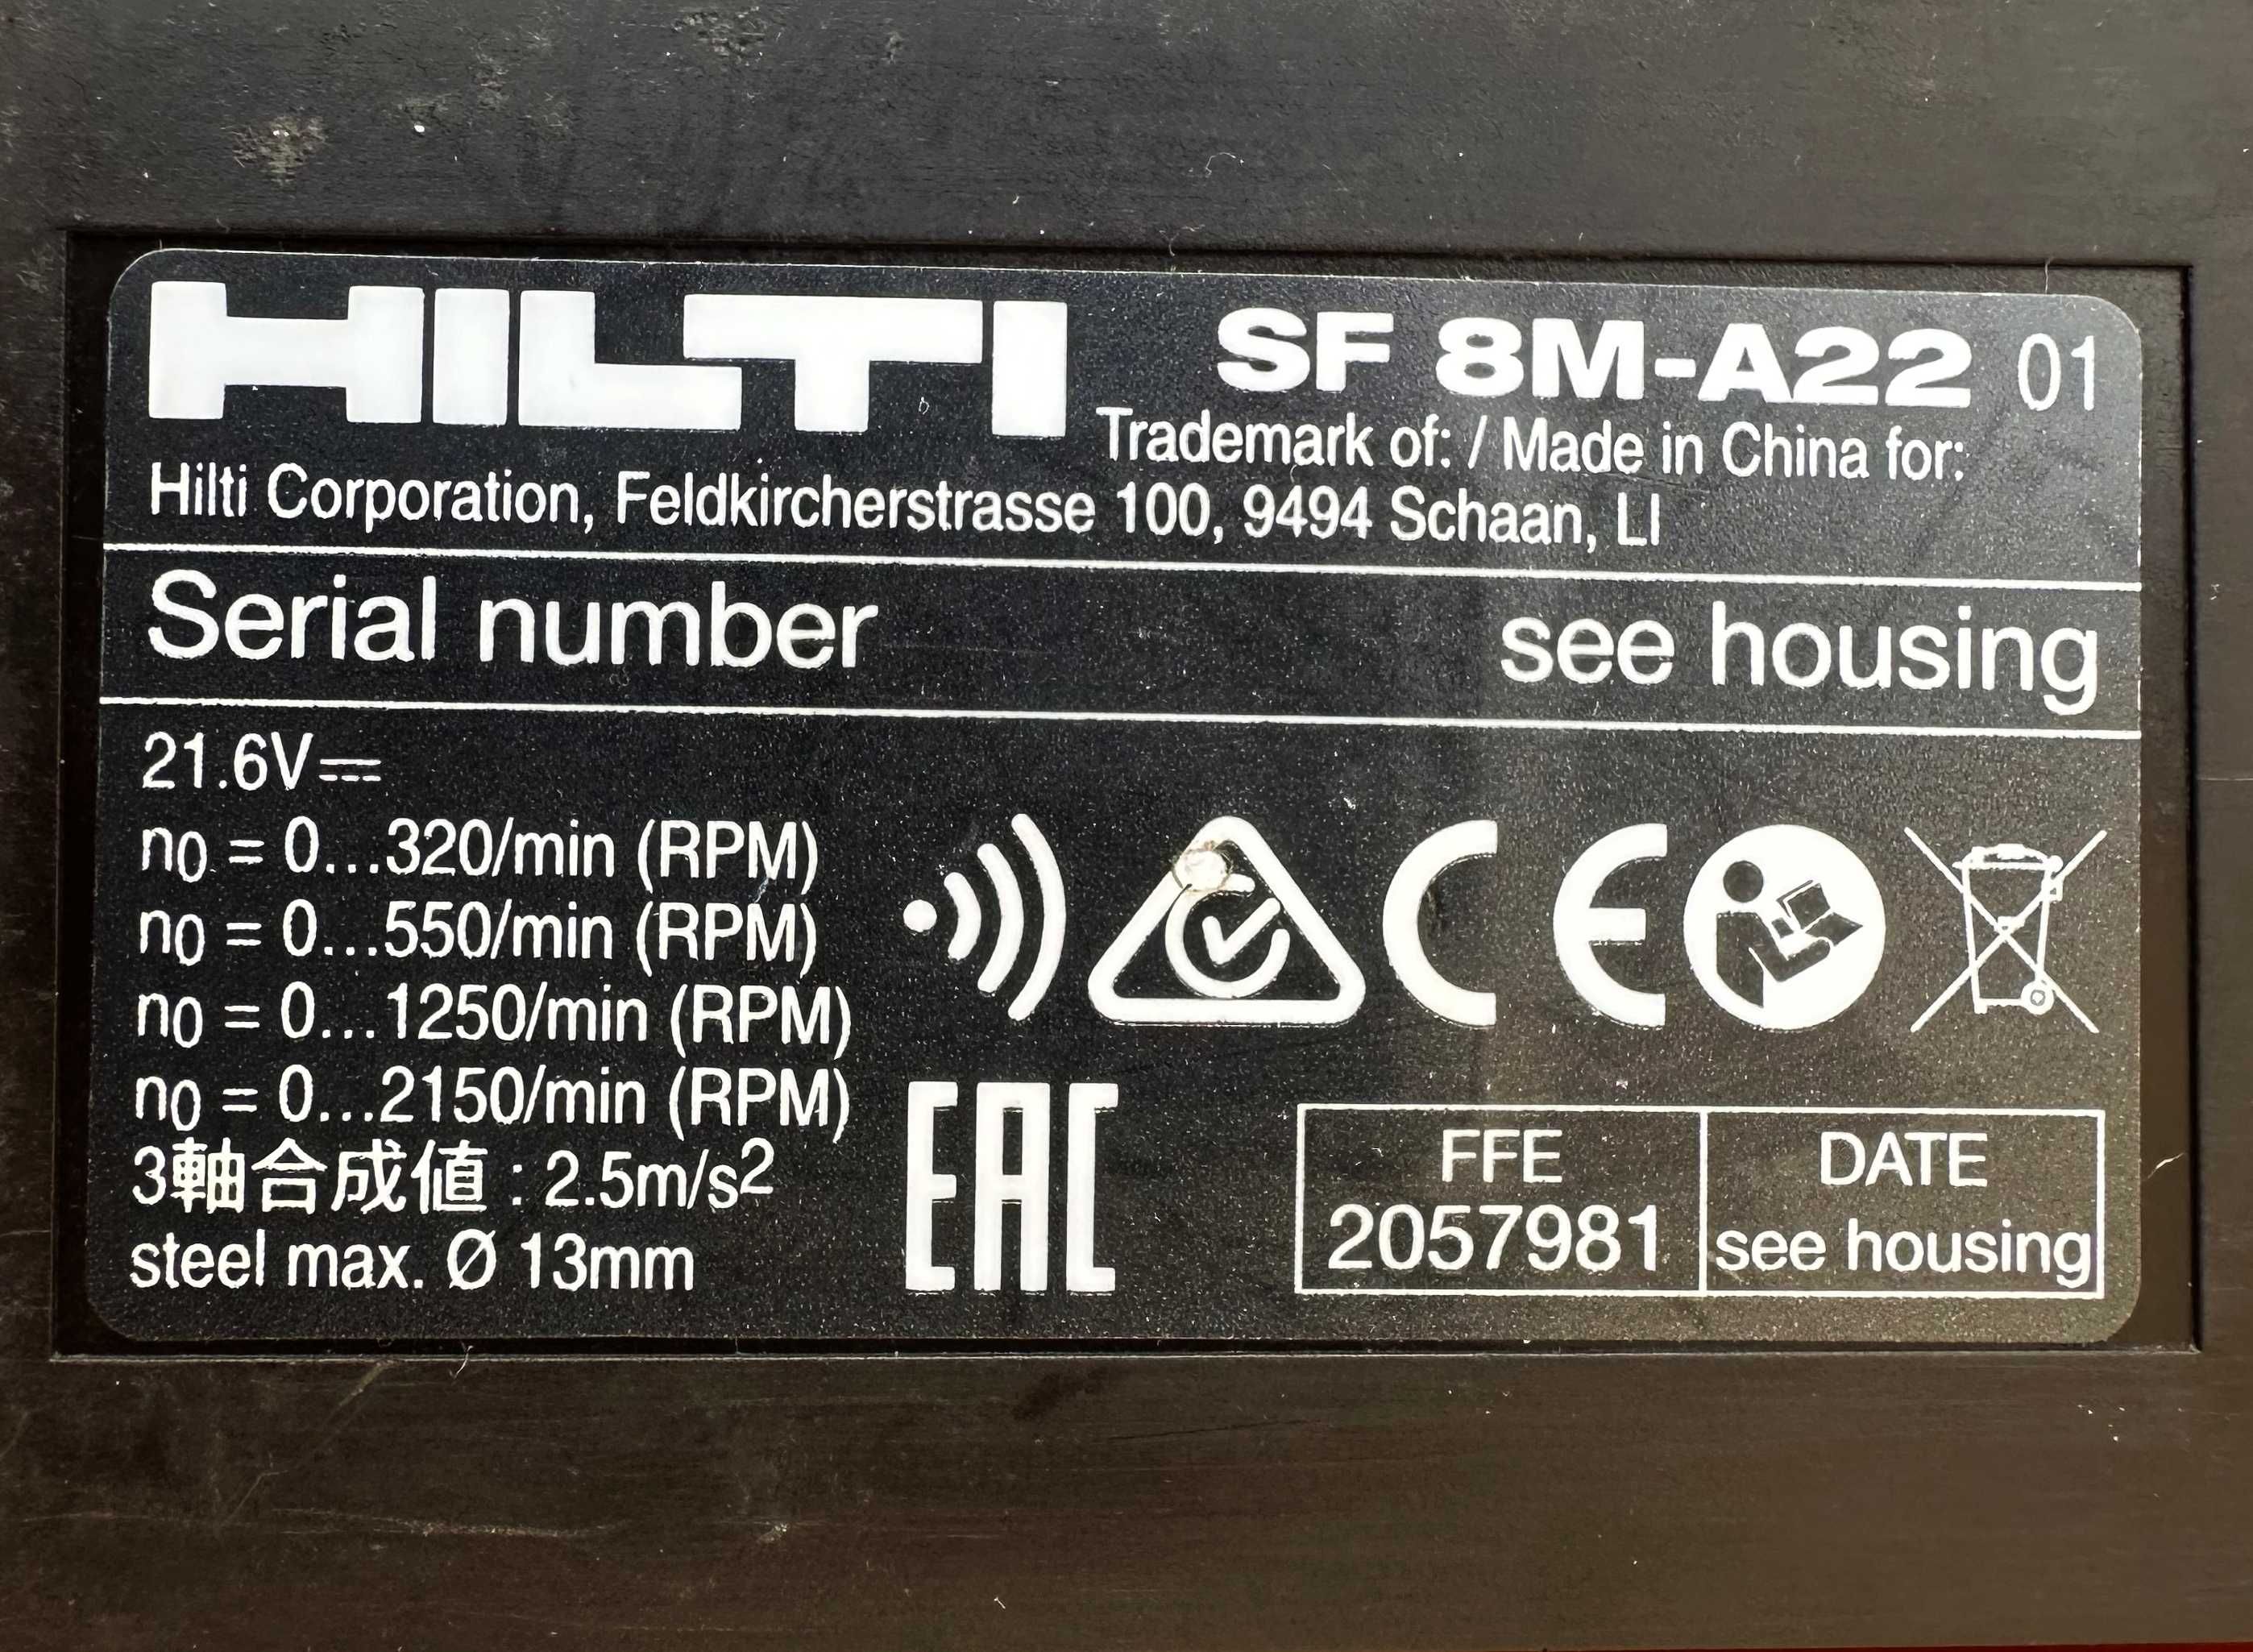 HILTI SF 8M-A22 01
Trademark of: / Made in China for:
Hilti Corporation, Feldkircherstrasse 100, 9494 Schaan, LI
Serial number see housing
21.6V⎓
n0 = 0...320/min (RPM)
n0 = 0...550/min (RPM)
n0 = 0...1250/min (RPM)
n0 = 0...2150/min (RPM)
3軸合成値 : 2.5m/s2
steel max. Ø 13mm
CE
EAC
FFE
2057981
DATE
see housing